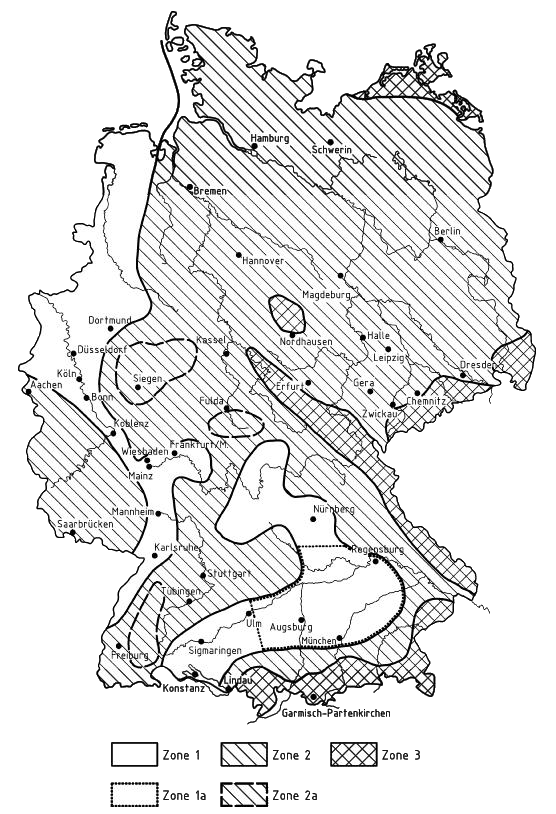 Hamburg
Schwerin
Bremen
Berlin
Hannover
Magdeburg
Dortmund
Kassel
Nordhausen
Halle
Düsseldorf
Leipzig
Köln
Siegen
Dresden
Aachen
Erfurt
Gera
Bonn
Fulda
Chemnitz
Zwickau
Koblenz
Frankfurt/M.
Wiesbaden
Mainz
Mannheim
Nürnberg
Saarbrücken
Karlsruhe
Regensburg
Stuttgart
Tübingen
Ulm
Augsburg
München
Freiburg
Sigmaringen
Konstanz
Lindau
Garmisch-Partenkirchen
Zone 1
Zone 2
Zone 3
Zone 1a
Zone 2a